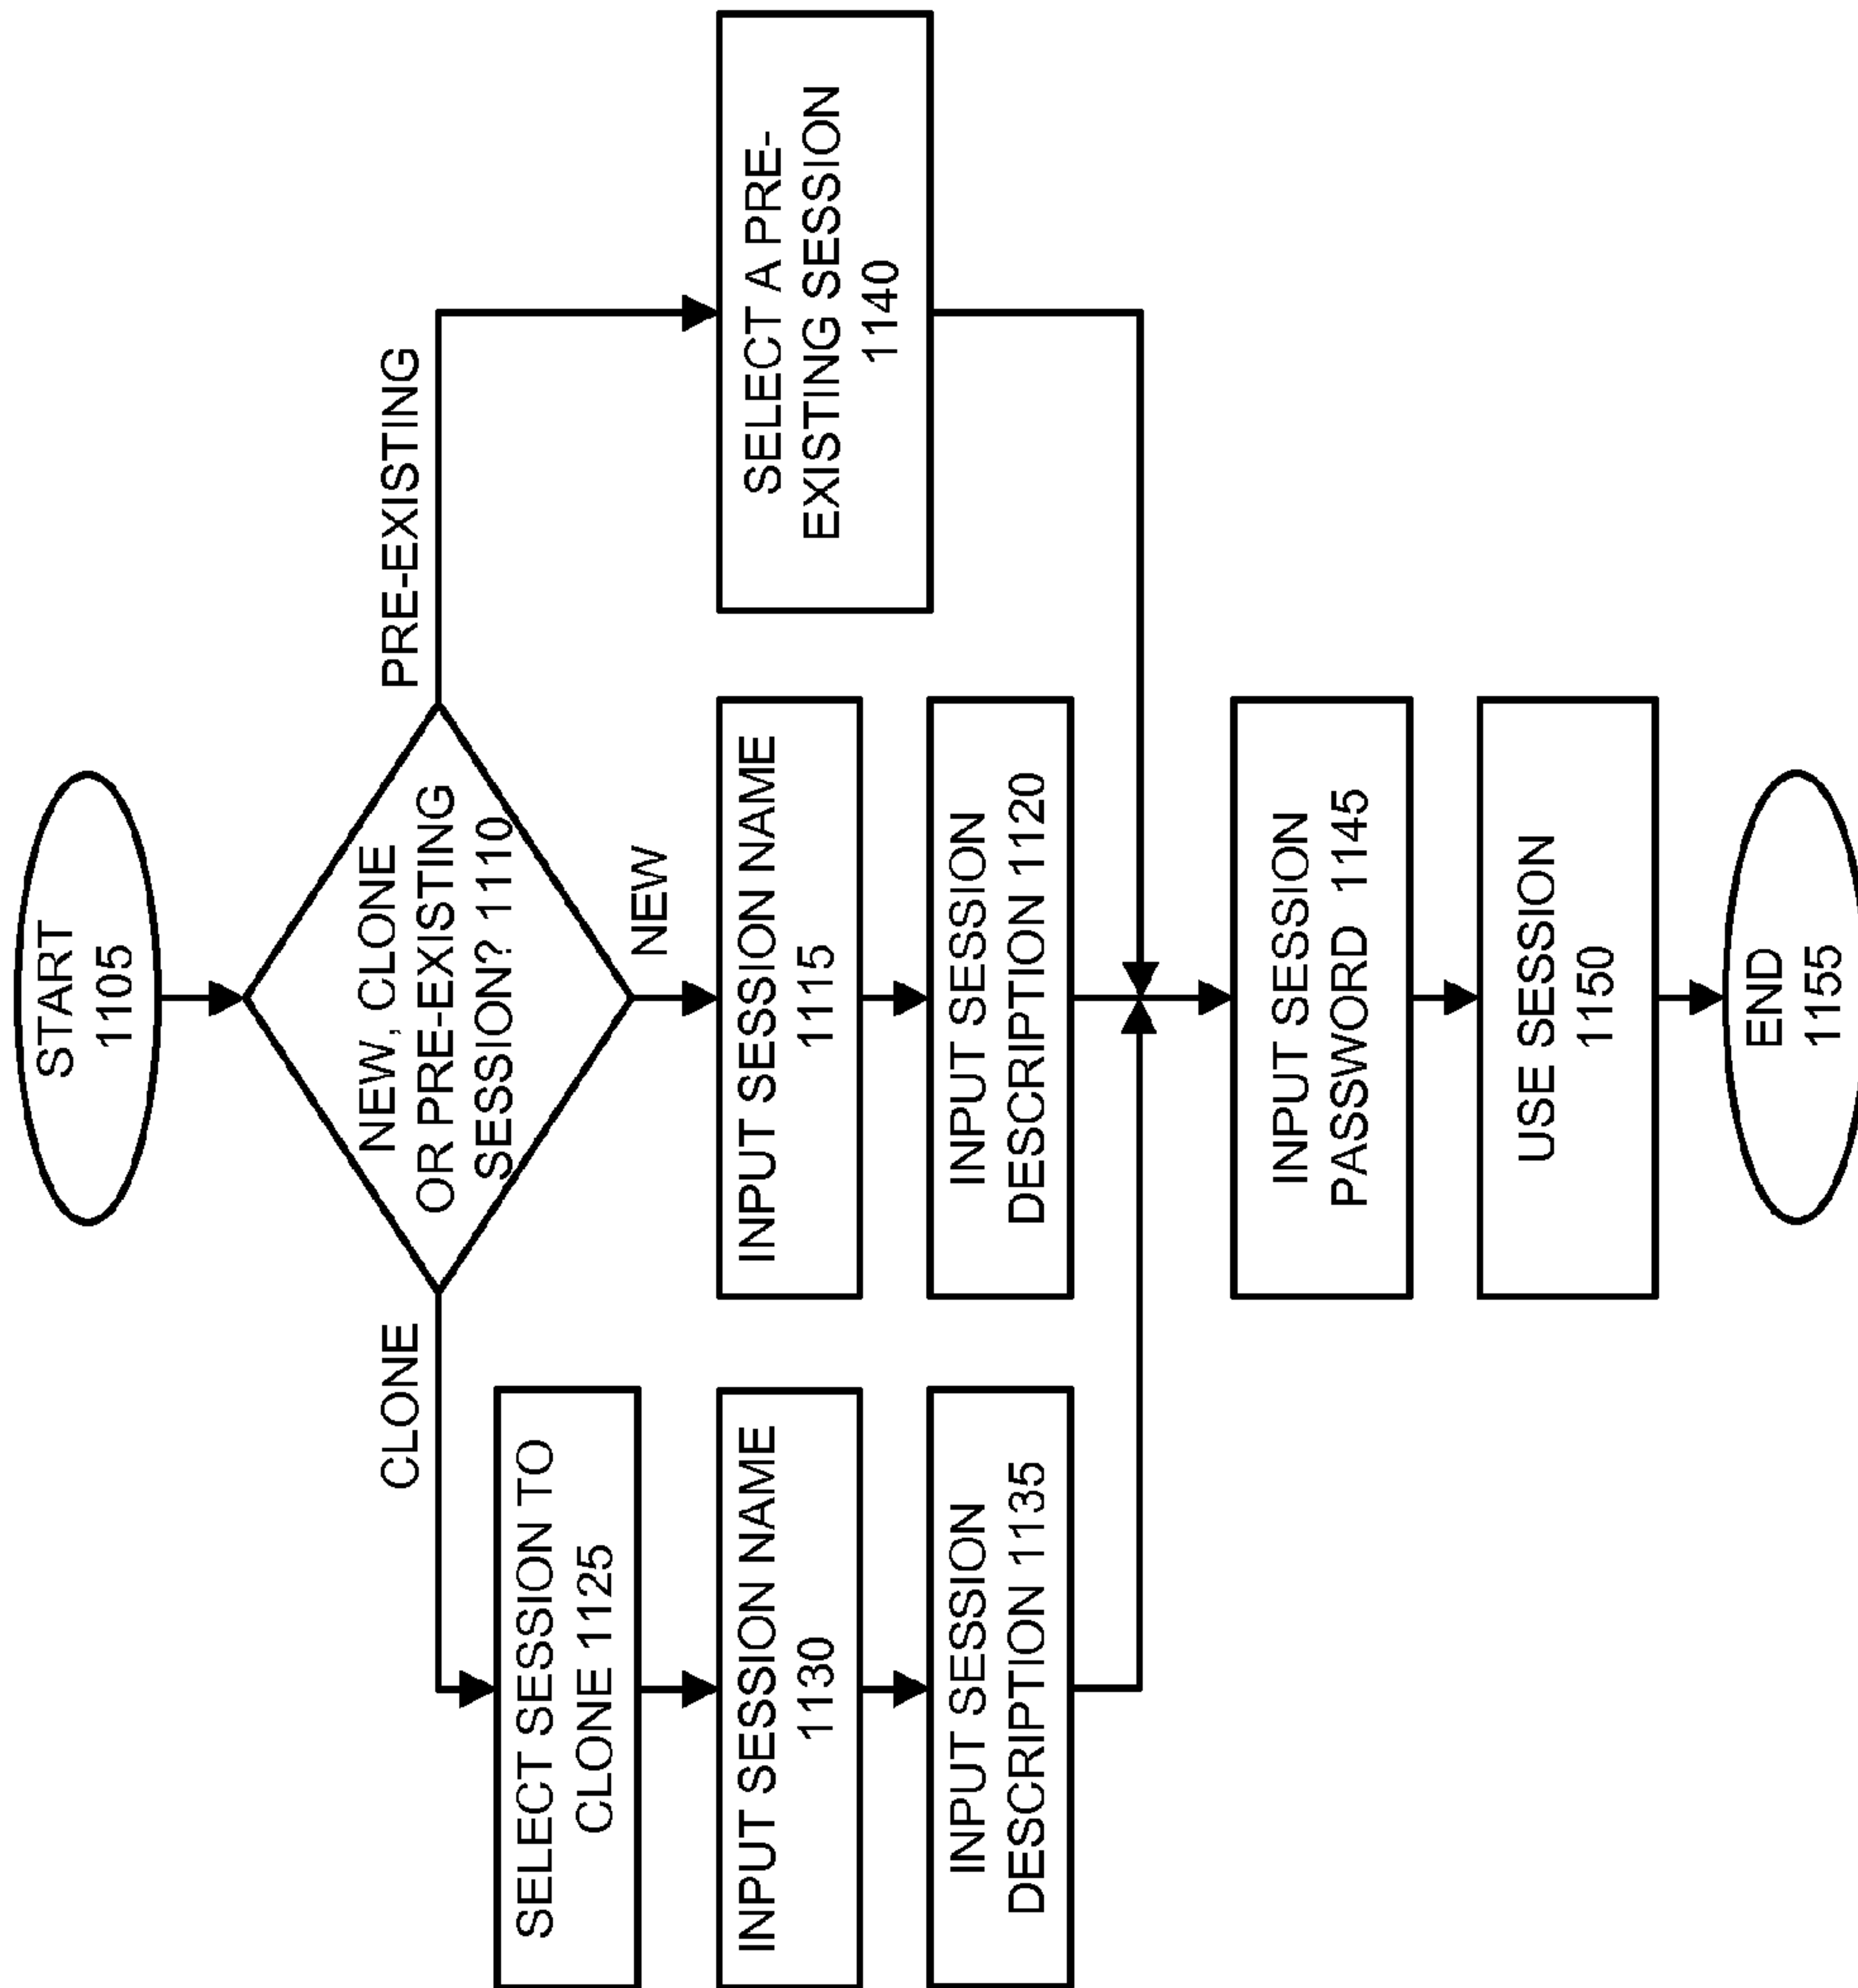 START
1105
NEW, CLONE
OR PRE-EXISTING
SESSION? 1110
CLONE
NEW
PRE-EXISTING
SELECT SESSION TO
CLONE 1125
INPUT SESSION NAME
1130
INPUT SESSION
DESCRIPTION 1135
INPUT SESSION NAME
1115
INPUT SESSION
DESCRIPTION 1120
SELECT A PRE-
EXISTING SESSION
1140
INPUT SESSION
PASSWORD 1145
USE SESSION
1150
END
1155